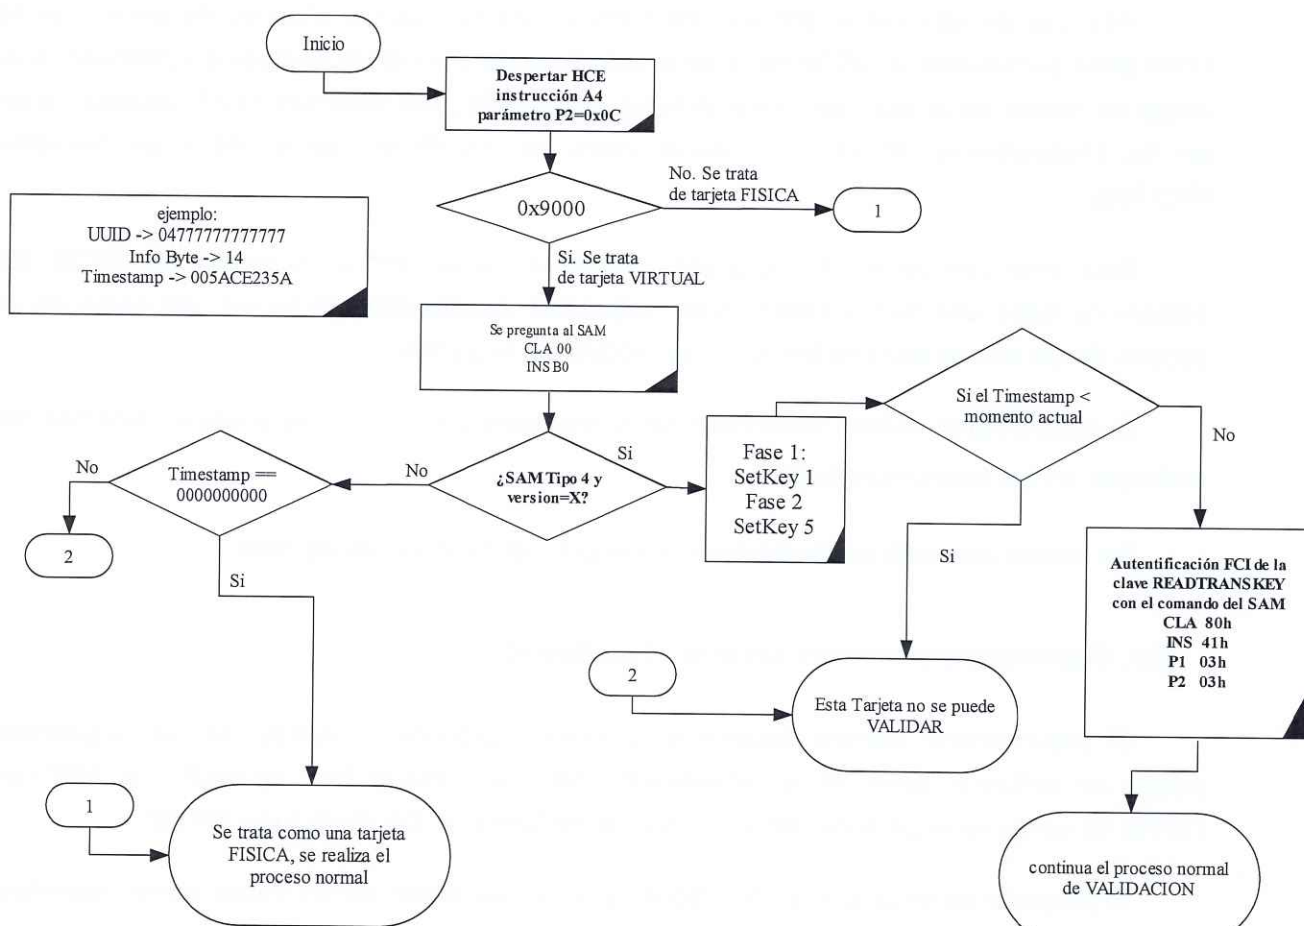 Inicio
Despertar HCE
instrucción A4
parámetro P2=0x0C
No. Se trata
de tarjeta FISICA
0x9000
1
ejemplo:
UUID -> 04777777777777
Info Byte -> 14
Timestamp -> 005ACE235A
Sí. Se trata
de tarjeta VIRTUAL
Se pregunta al SAM
CLA 00
INS B0
Si el Timestamp <
momento actual
No
Si
Fase 1:
SetKey 1
Fase 2
SetKey 5
¿SAM Tipo 4 y
version=X?
No
Timestamp ==
0000000000
No
2
Si
Si
Autentificación FCI de la
clave READTRANSKEY
con el comando del SAM
CLA 80h
INS 41h
P1 03h
P2 03h
2
Esta Tarjeta no se puede
VALIDAR
1
Se trata como una tarjeta
FISICA, se realiza el
proceso normal
continua el proceso normal
de VALIDACION